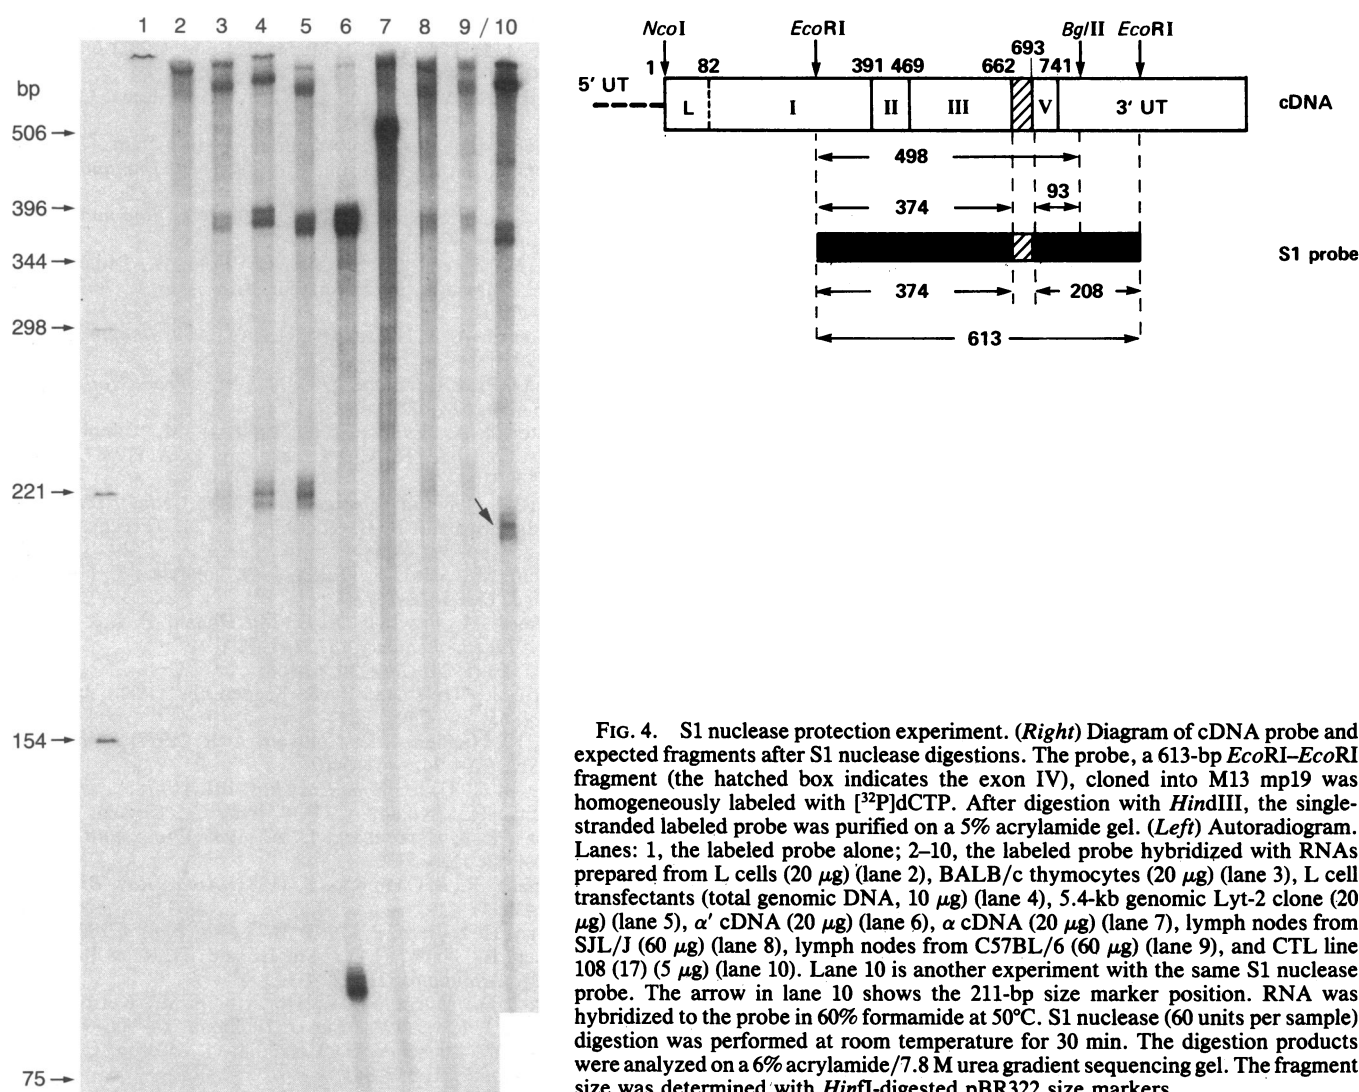 1 2 3 4 5 6 7 8 9 / 10
bp
506
396
344
298
221
154
75
NcoI EcoRI BglII EcoRI
1 82 391 469 662 693 741
5′ UT
L I II III V 3′ UT
cDNA
498
93
374
S1 probe
374 208
613
FIG. 4. S1 nuclease protection experiment. (Right) Diagram of cDNA probe and
expected fragments after S1 nuclease digestions. The probe, a 613-bp EcoRI–EcoRI
fragment (the hatched box indicates the exon IV), cloned into M13 mp19 was
homogeneously labeled with [³²P]dCTP. After digestion with HindIII, the single-
stranded labeled probe was purified on a 5% acrylamide gel. (Left) Autoradiogram.
Lanes: 1, the labeled probe alone; 2–10, the labeled probe hybridized with RNAs
prepared from L cells (20 μg) (lane 2), BALB/c thymocytes (20 μg) (lane 3), L cell
transfectants (total genomic DNA, 10 μg) (lane 4), 5.4-kb genomic Lyt-2 clone (20
μg) (lane 5), α′ cDNA (20 μg) (lane 6), α cDNA (20 μg) (lane 7), lymph nodes from
SJL/J (60 μg) (lane 8), lymph nodes from C57BL/6 (60 μg) (lane 9), and CTL line
108 (17) (5 μg) (lane 10). Lane 10 is another experiment with the same S1 nuclease
probe. The arrow in lane 10 shows the 211-bp size marker position. RNA was
hybridized to the probe in 60% formamide at 50°C. S1 nuclease (60 units per sample)
digestion was performed at room temperature for 30 min. The digestion products
were analyzed on a 6% acrylamide/7.8 M urea gradient sequencing gel. The fragment
size was determined with HinfI-digested pBR322 size markers.